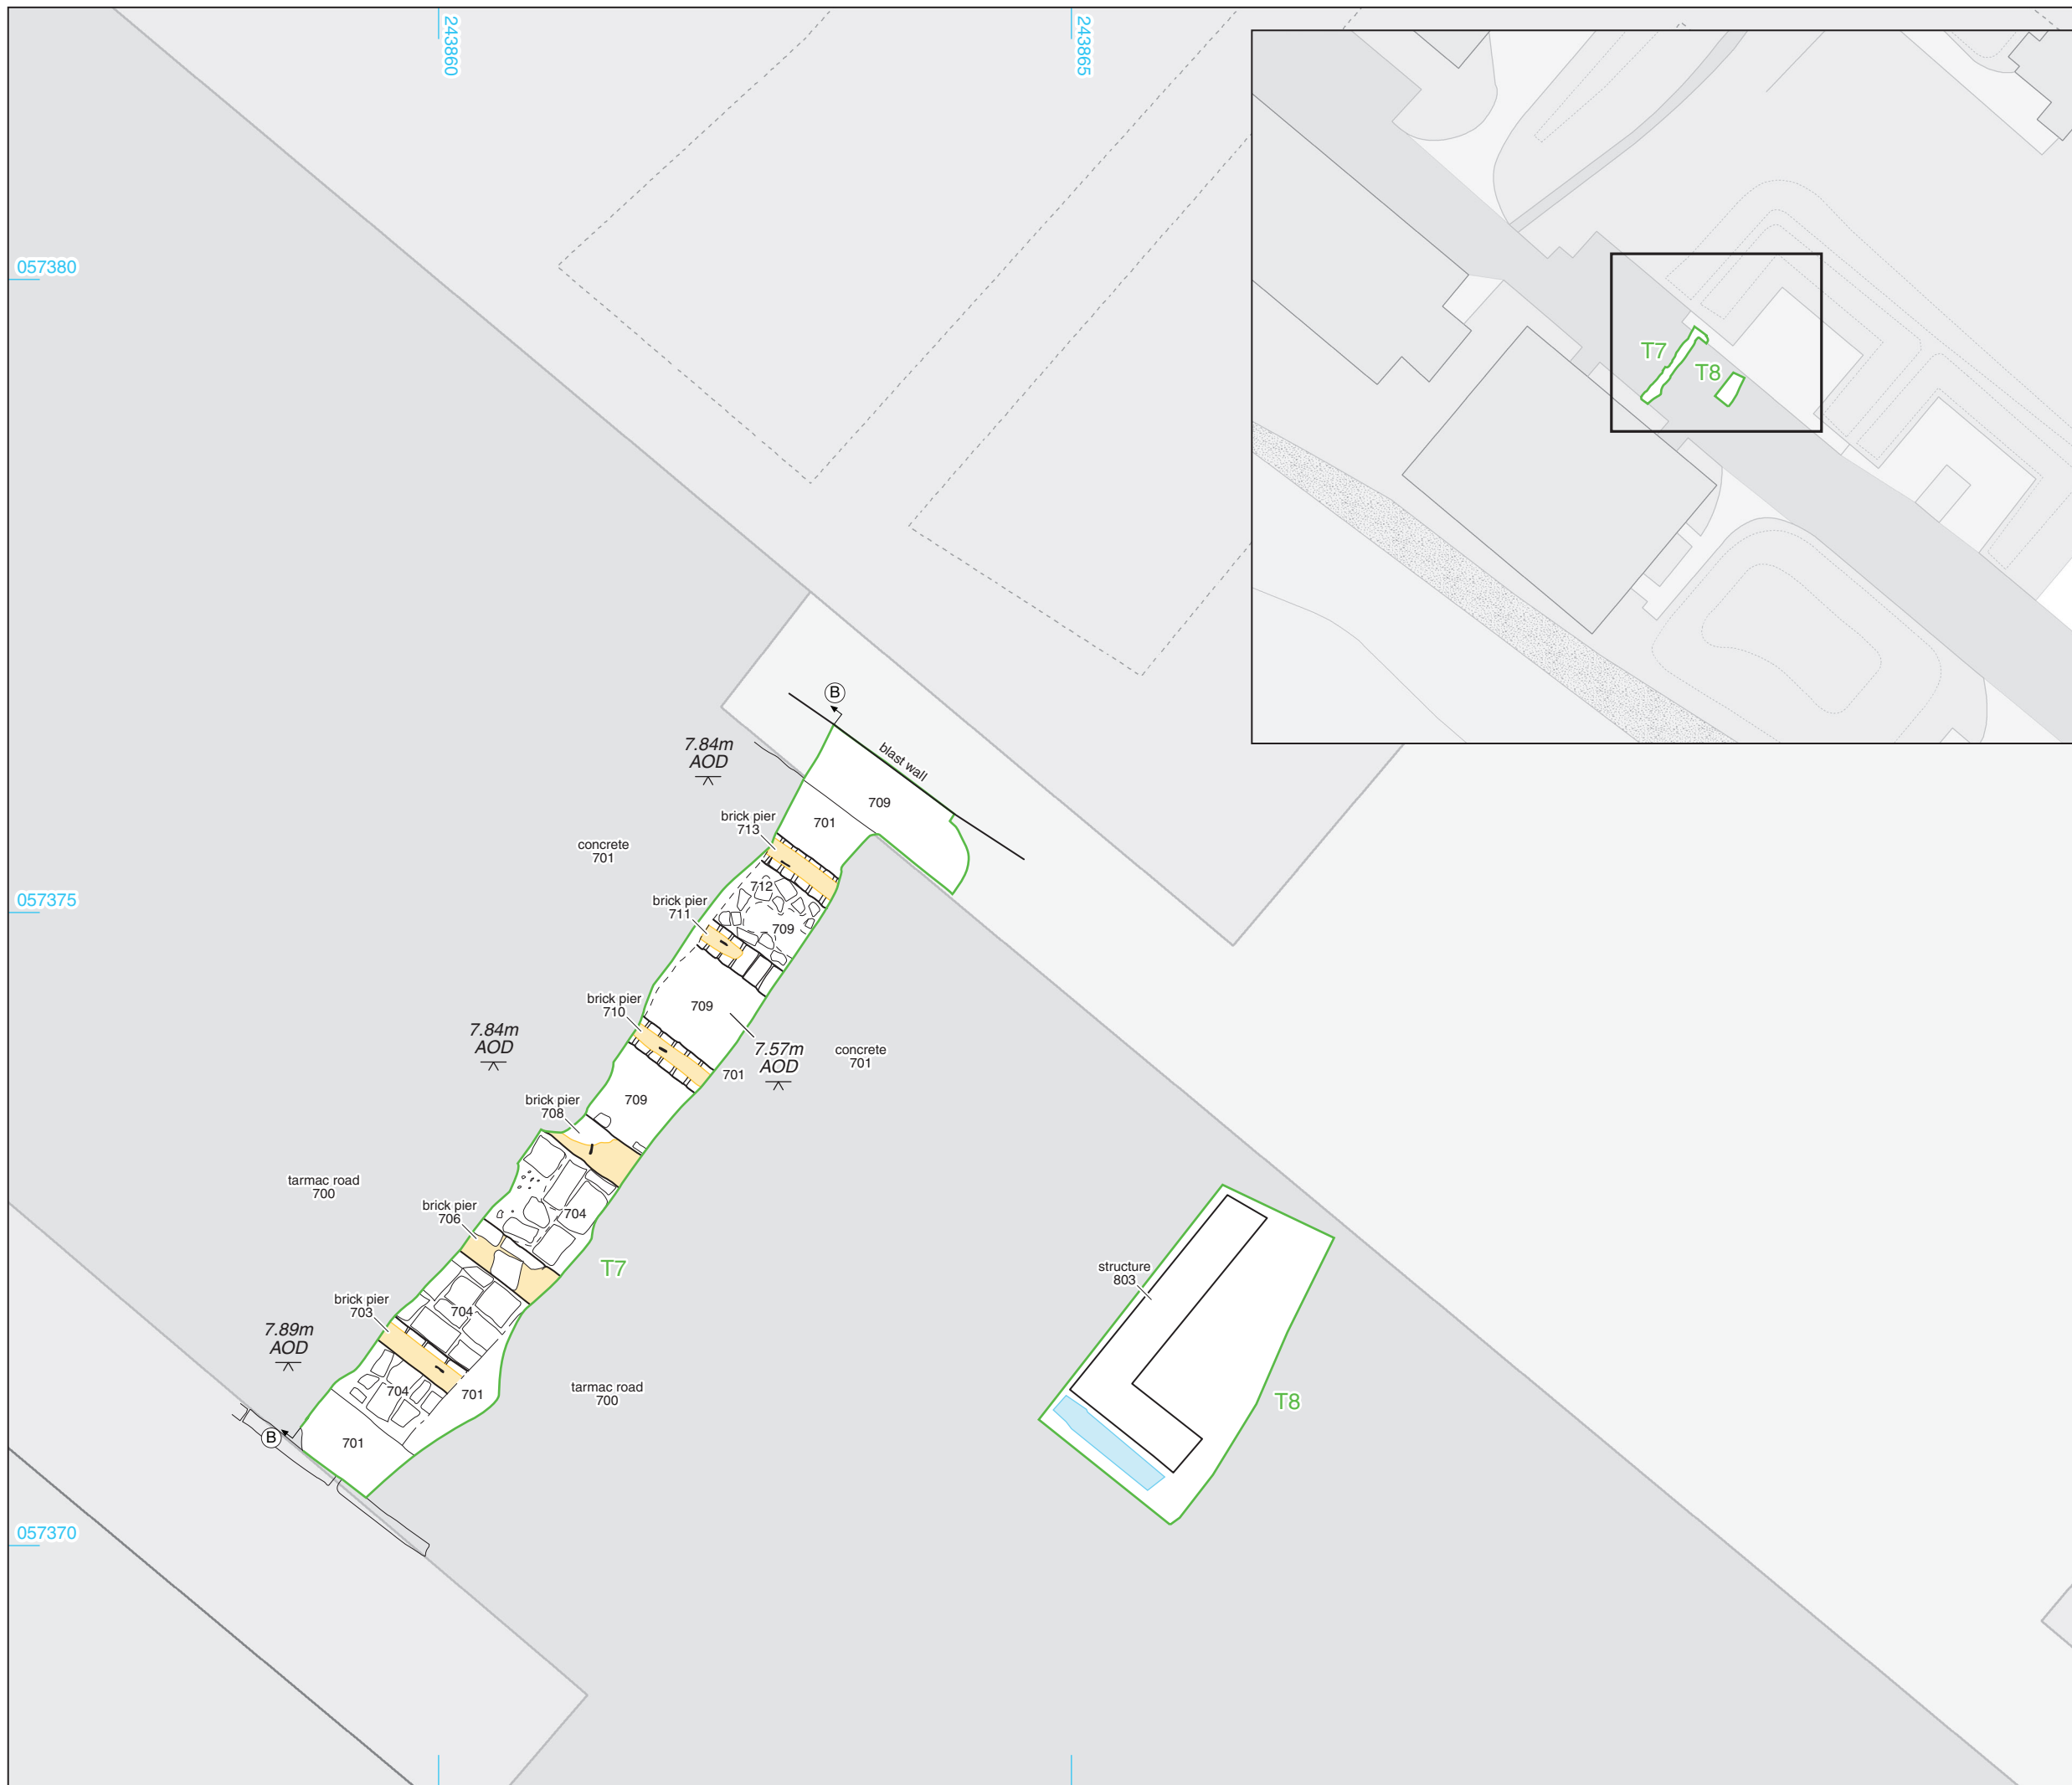 243860
243865
057380
T7
T8
B
7.84m
AOD
blast wall
709
brick pier
713
701
concrete
701
712
brick pier
711
709
brick pier
710
709
7.84m
AOD
7.57m
AOD
concrete
701
701
709
brick pier
708
tarmac road
700
brick pier
706
704
T7
structure
803
brick pier
703
704
7.89m
AOD
704
701
tarmac road
700
T8
B
701
057375
057370